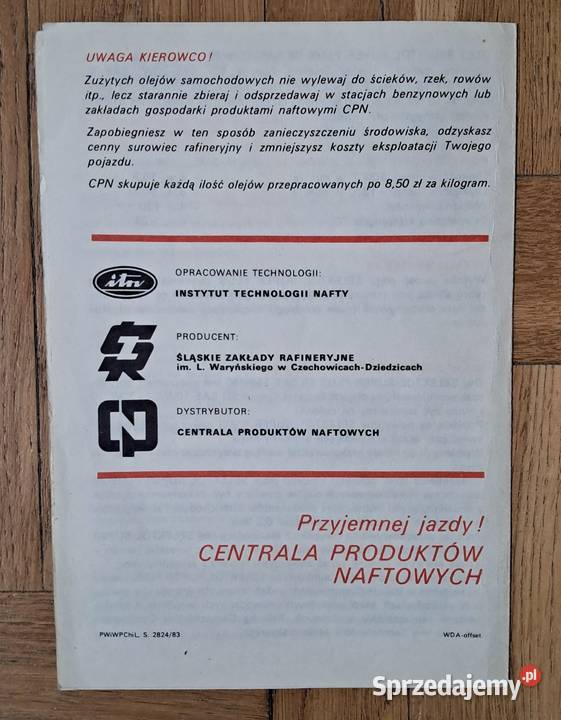 UWAGA KIEROWCO!
Zużytych olejów samochodowych nie wylewaj do ścieków, rzek, rowów
itp., lecz starannie zbieraj i odsprzedawaj w stacjach benzynowych lub
zakładach gospodarki produktami naftowymi CPN.
Zapobiegniesz w ten sposób zanieczyszczeniu środowiska, odzyskasz
cenny surowiec rafineryjny i zmniejszysz koszty eksploatacji Twojego
pojazdu.
CPN skupuje każdą ilość olejów przepracowanych po 8,50 zł za kilogram.
itn
OPRACOWANIE TECHNOLOGII:
INSTYTUT TECHNOLOGII NAFTY
PRODUCENT:
ŚLĄSKIE ZAKŁADY RAFINERYJNE
im. L. Waryńskiego w Czechowicach-Dziedzicach
CPN
DYSTRYBUTOR:
CENTRALA PRODUKTÓW NAFTOWYCH
Przyjemnej jazdy!
CENTRALA PRODUKTÓW
NAFTOWYCH
PWiWPChiL. S. 2824/83
WDA-offset
Sprzedajemy.pl